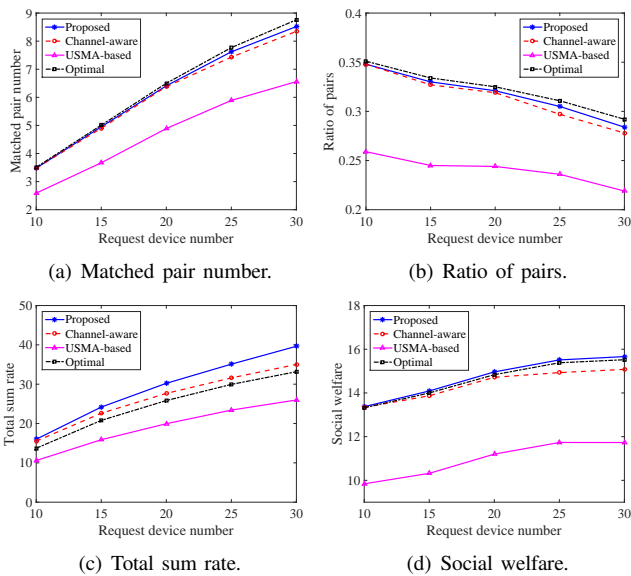 9
8
7
6
5
4
3
2
Matched pair number
Proposed
Channel-aware
USMA-based
Optimal
10 15 20 25 30
Request device number
(a) Matched pair number.
0.4
0.35
0.3
0.25
0.2
Ratio of pairs
Proposed
Channel-aware
USMA-based
Optimal
10 15 20 25 30
Request device number
(b) Ratio of pairs.
50
40
30
20
10
0
Total sum rate
Proposed
Channel-aware
USMA-based
Optimal
10 15 20 25 30
Request device number
(c) Total sum rate.
18
16
14
12
10
8
Social welfare
Proposed
Channel-aware
USMA-based
Optimal
10 15 20 25 30
Request device number
(d) Social welfare.